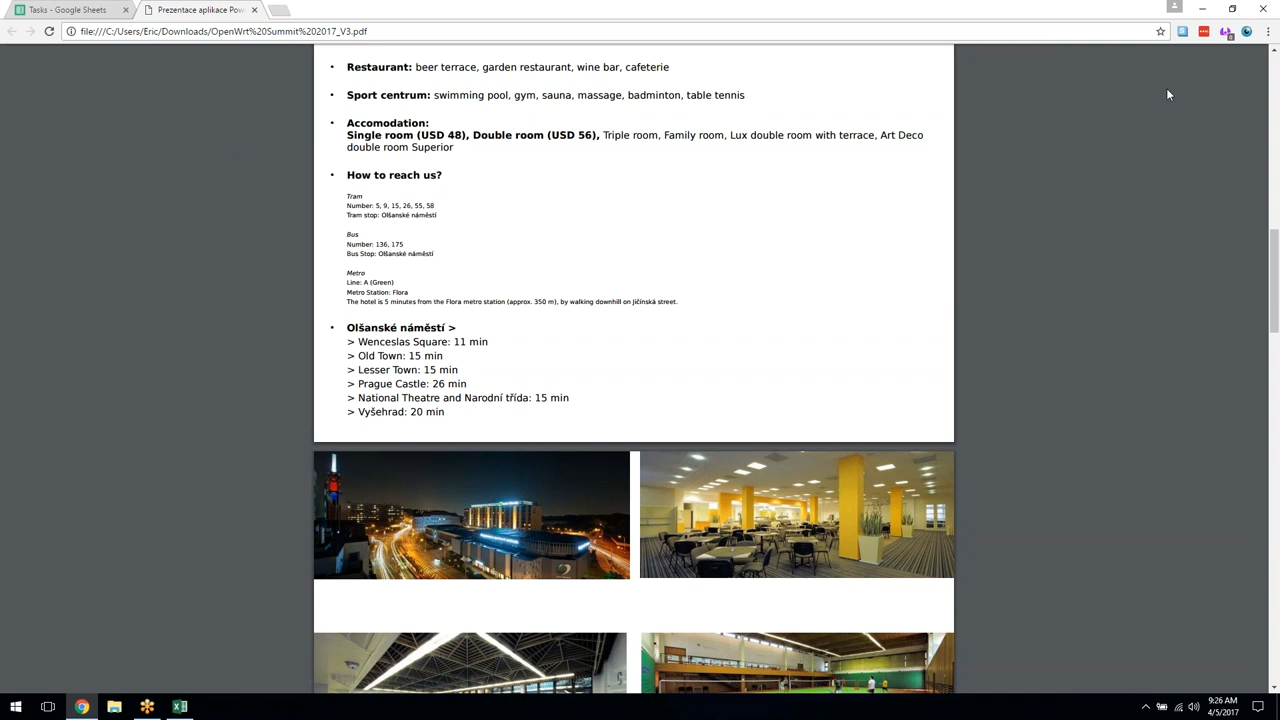 Tasks - Google Sheets
Prezentace aplikace Pow
file:///C:/Users/Eric/Downloads/OpenWrt%20Summit%202017_V3.pdf
• Restaurant: beer terrace, garden restaurant, wine bar, cafeterie
• Sport centrum: swimming pool, gym, sauna, massage, badminton, table tennis
• Accomodation:
Single room (USD 48), Double room (USD 56), Triple room, Family room, Lux double room with terrace, Art Deco
double room Superior
• How to reach us?
Tram
Number: 5, 9, 15, 26, 55, 58
Tram stop: Olšanské náměstí
Bus
Number: 136, 175
Bus Stop: Olšanské náměstí
Metro
Line: A (Green)
Metro Station: Flora
The hotel is 5 minutes from the Flora metro station (approx. 350 m), by walking downhill on Jičínská street.
• Olšanské náměstí >
> Wenceslas Square: 11 min
> Old Town: 15 min
> Lesser Town: 15 min
> Prague Castle: 26 min
> National Theatre and Narodní třída: 15 min
> Vyšehrad: 20 min
9:26 AM
4/5/2017